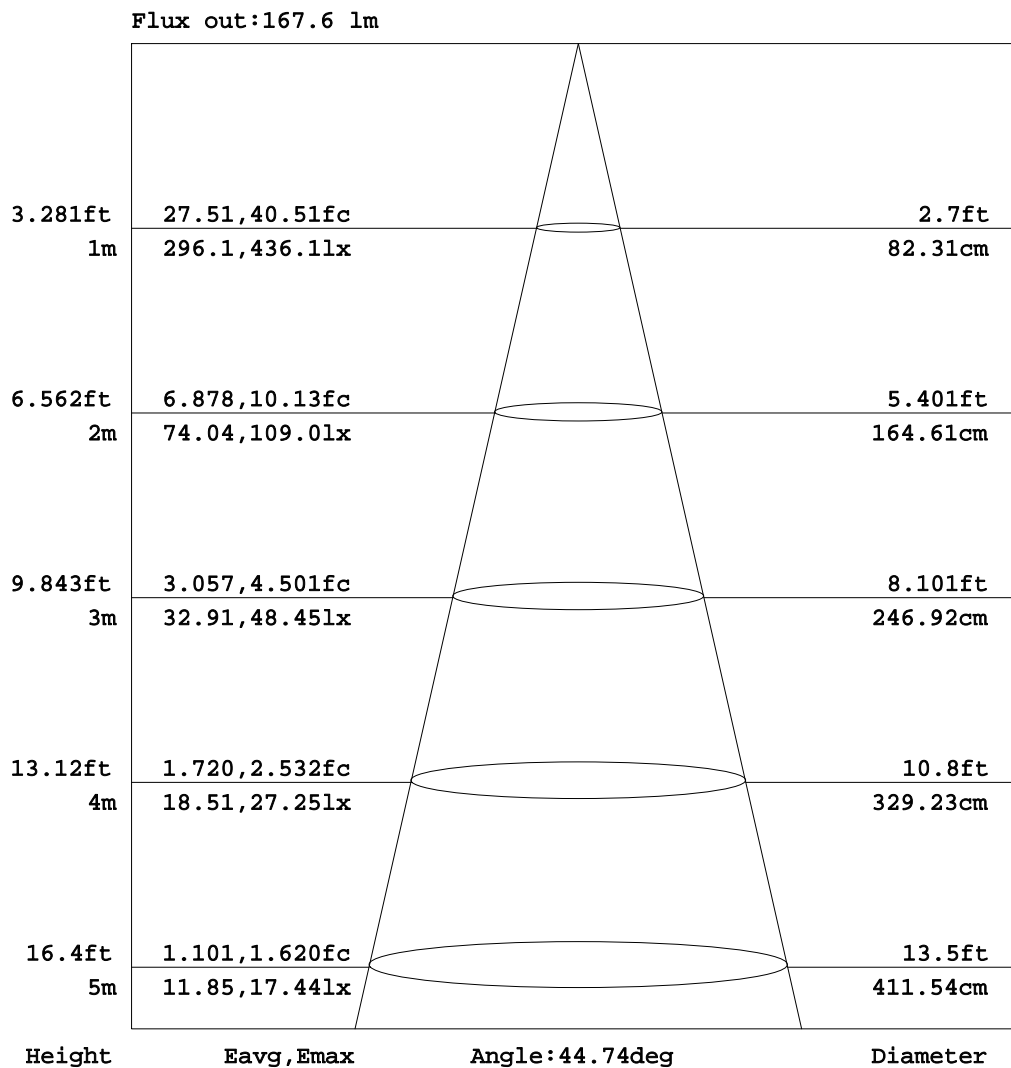 Flux out:167.6 lm
3.281ft 27.51,40.51fc 2.7ft
1m 296.1,436.1lx 82.31cm
6.562ft 6.878,10.13fc 5.401ft
2m 74.04,109.0lx 164.61cm
9.843ft 3.057,4.501fc 8.101ft
3m 32.91,48.45lx 246.92cm
13.12ft 1.720,2.532fc 10.8ft
4m 18.51,27.25lx 329.23cm
16.4ft 1.101,1.620fc 13.5ft
5m 11.85,17.44lx 411.54cm
Height Eavg,Emax Angle:44.74deg Diameter